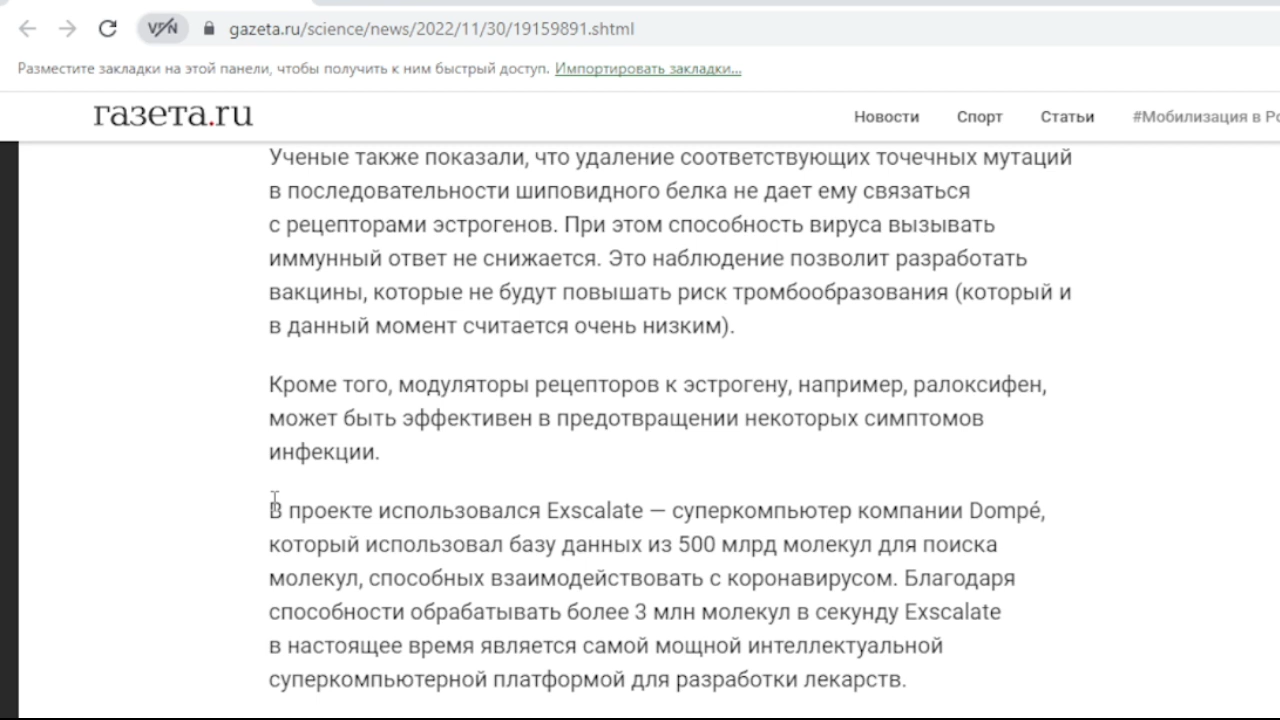 VPN gazeta.ru/science/news/2022/11/30/19159891.shtml
Разместите закладки на этой панели, чтобы получить к ним быстрый доступ. Импортировать закладки...
газета.ru Новости Спорт Статьи #Мобилизация в Ро
Ученые также показали, что удаление соответствующих точечных мутаций
в последовательности шиповидного белка не дает ему связаться
с рецепторами эстрогенов. При этом способность вируса вызывать
иммунный ответ не снижается. Это наблюдение позволит разработать
вакцины, которые не будут повышать риск тромбообразования (который и
в данный момент считается очень низким).
Кроме того, модуляторы рецепторов к эстрогену, например, ралоксифен,
может быть эффективен в предотвращении некоторых симптомов
инфекции.
В проекте использовался Exscalate — суперкомпьютер компании Dompé,
который использовал базу данных из 500 млрд молекул для поиска
молекул, способных взаимодействовать с коронавирусом. Благодаря
способности обрабатывать более 3 млн молекул в секунду Exscalate
в настоящее время является самой мощной интеллектуальной
суперкомпьютерной платформой для разработки лекарств.